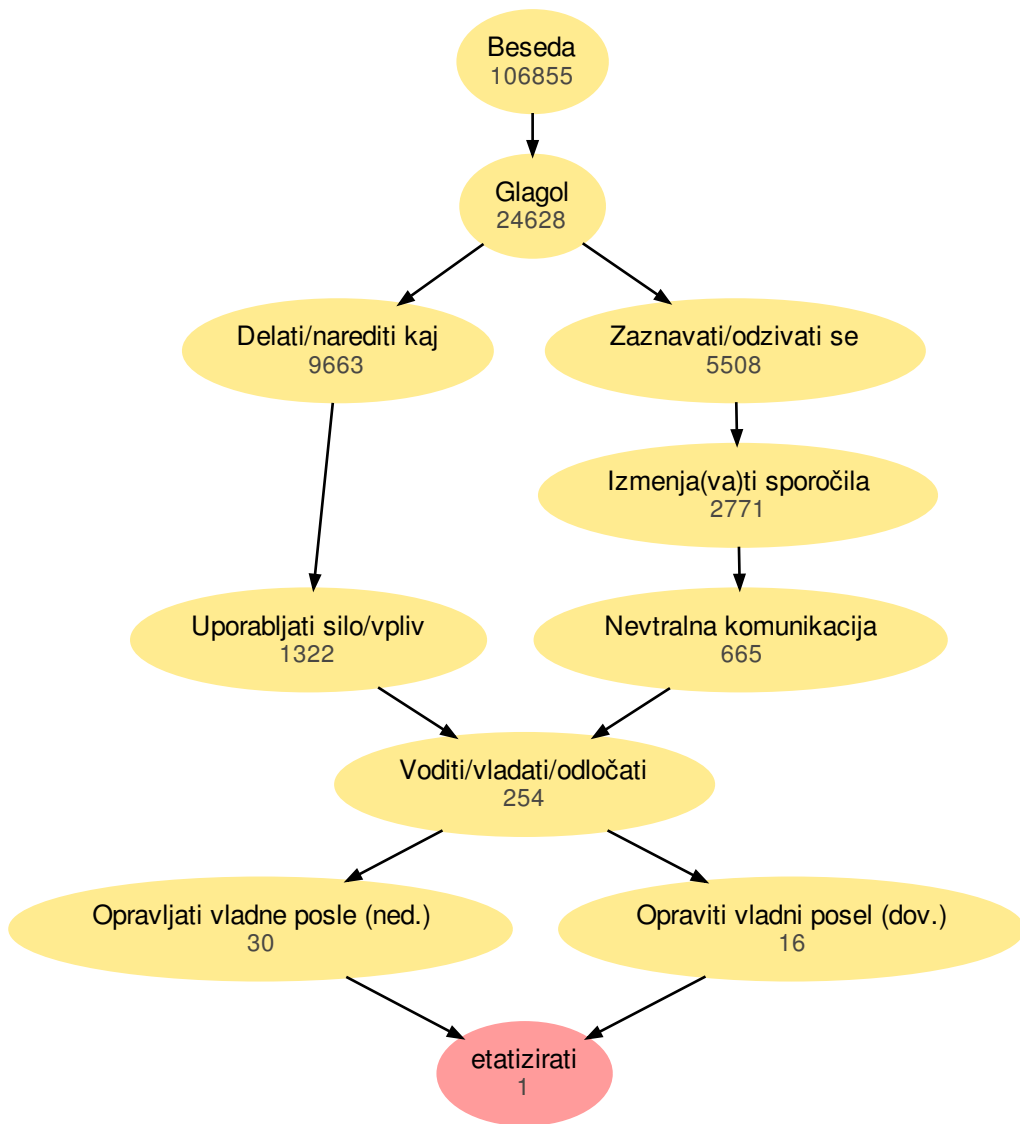 Beseda
106855
Glagol
24628
Delati/narediti kaj
9663
Zaznavati/odzivati se
5508
Izmenja(va)ti sporočila
2771
Uporabljati silo/vpliv
1322
Nevtralna komunikacija
665
Voditi/vladati/odločati
254
Opravljati vladne posle (ned.)
30
Opraviti vladni posel (dov.)
16
etatizirati
1